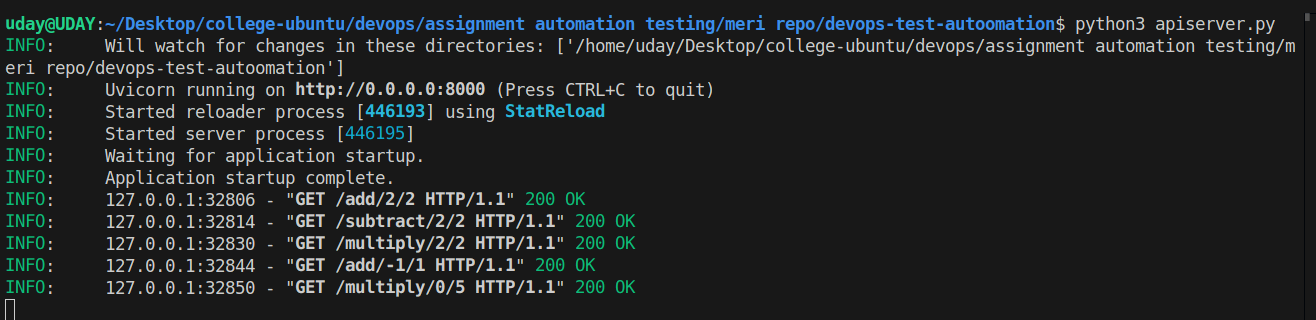 uday@UDAY:~/Desktop/college-ubuntu/devops/assignment automation testing/meri repo/devops-test-autoomation$ python3 apiserver.py
INFO:     Will watch for changes in these directories: ['/home/uday/Desktop/college-ubuntu/devops/assignment automation testing/m
eri repo/devops-test-autoomation']
INFO:     Uvicorn running on http://0.0.0.0:8000 (Press CTRL+C to quit)
INFO:     Started reloader process [446193] using StatReload
INFO:     Started server process [446195]
INFO:     Waiting for application startup.
INFO:     Application startup complete.
INFO:     127.0.0.1:32806 - "GET /add/2/2 HTTP/1.1" 200 OK
INFO:     127.0.0.1:32814 - "GET /subtract/2/2 HTTP/1.1" 200 OK
INFO:     127.0.0.1:32830 - "GET /multiply/2/2 HTTP/1.1" 200 OK
INFO:     127.0.0.1:32844 - "GET /add/-1/1 HTTP/1.1" 200 OK
INFO:     127.0.0.1:32850 - "GET /multiply/0/5 HTTP/1.1" 200 OK